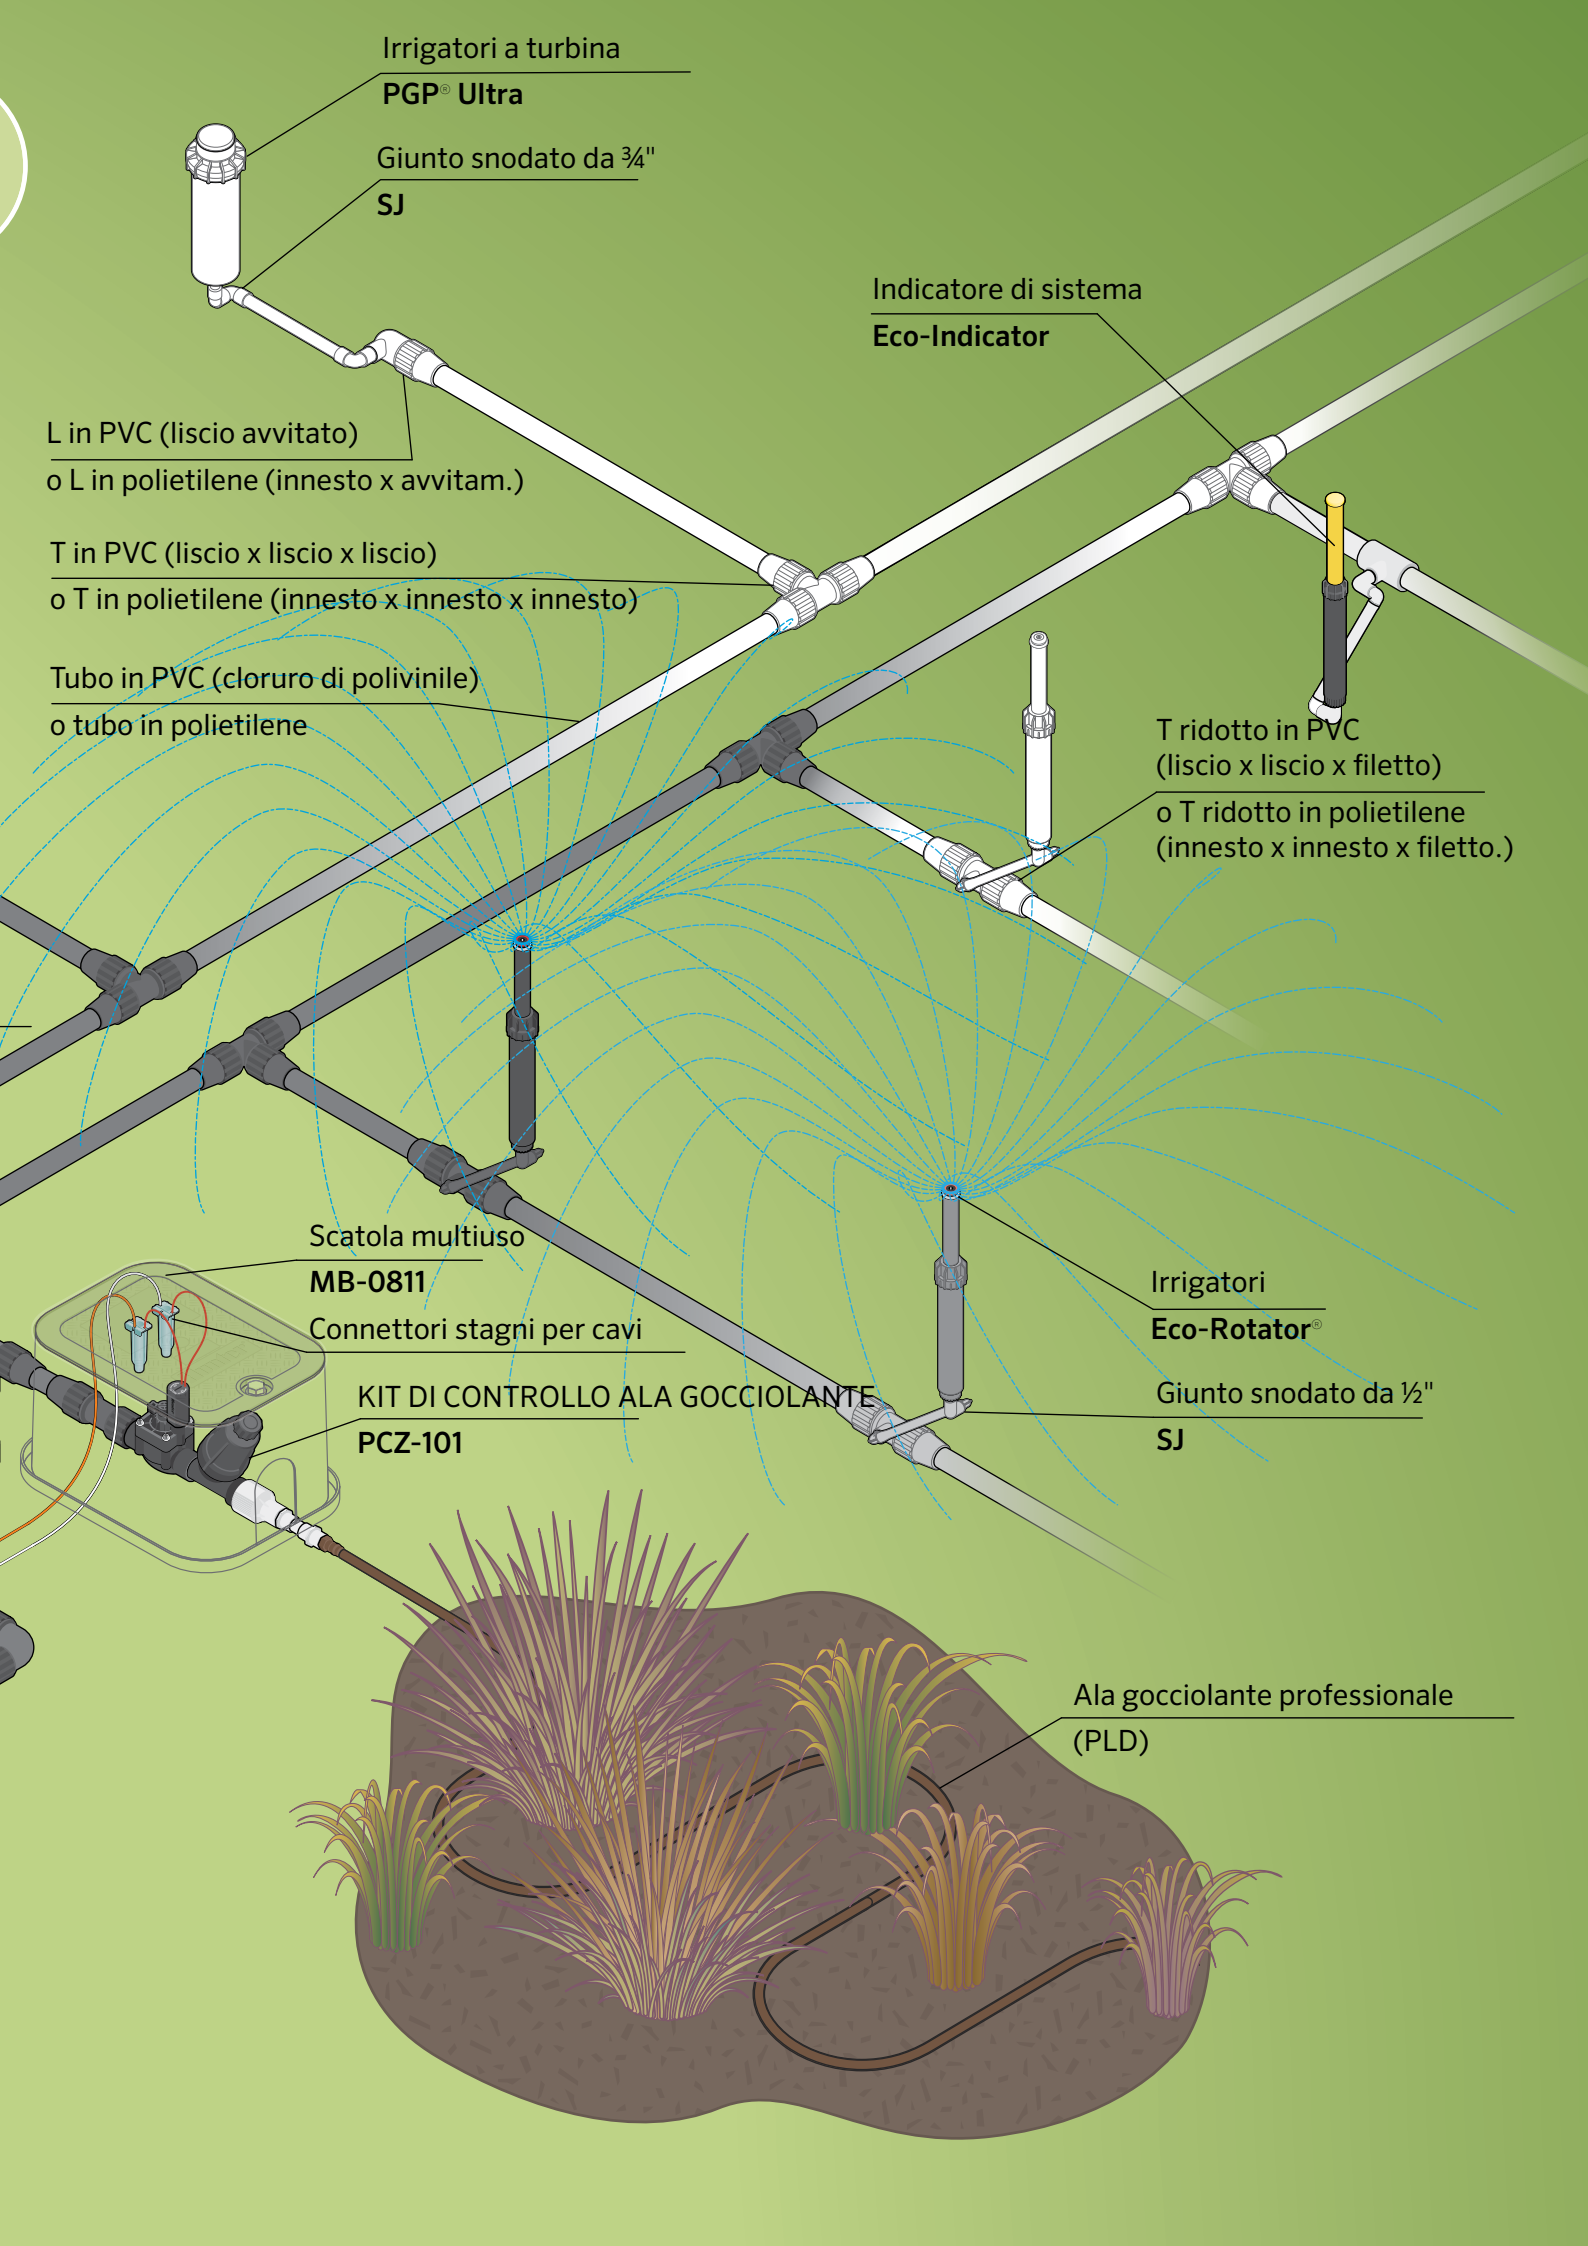 Irrigatori a turbina
PGP® Ultra
Giunto snodato da ¾"
SJ
Indicatore di sistema
Eco-Indicator
L in PVC (liscio avvitato)
o L in polietilene (innesto x avvitam.)
T in PVC (liscio x liscio x liscio)
o T in polietilene (innesto x innesto x innesto)
Tubo in PVC (cloruro di polivinile)
o tubo in polietilene
T ridotto in PVC
(liscio x liscio x filetto)
o T ridotto in polietilene
(innesto x innesto x filetto.)
Scatola multiuso
MB-0811
Connettori stagni per cavi
KIT DI CONTROLLO ALA GOCCIOLANTE
PCZ-101
Irrigatori
Eco-Rotator®
Giunto snodato da ½"
SJ
Ala gocciolante professionale
(PLD)